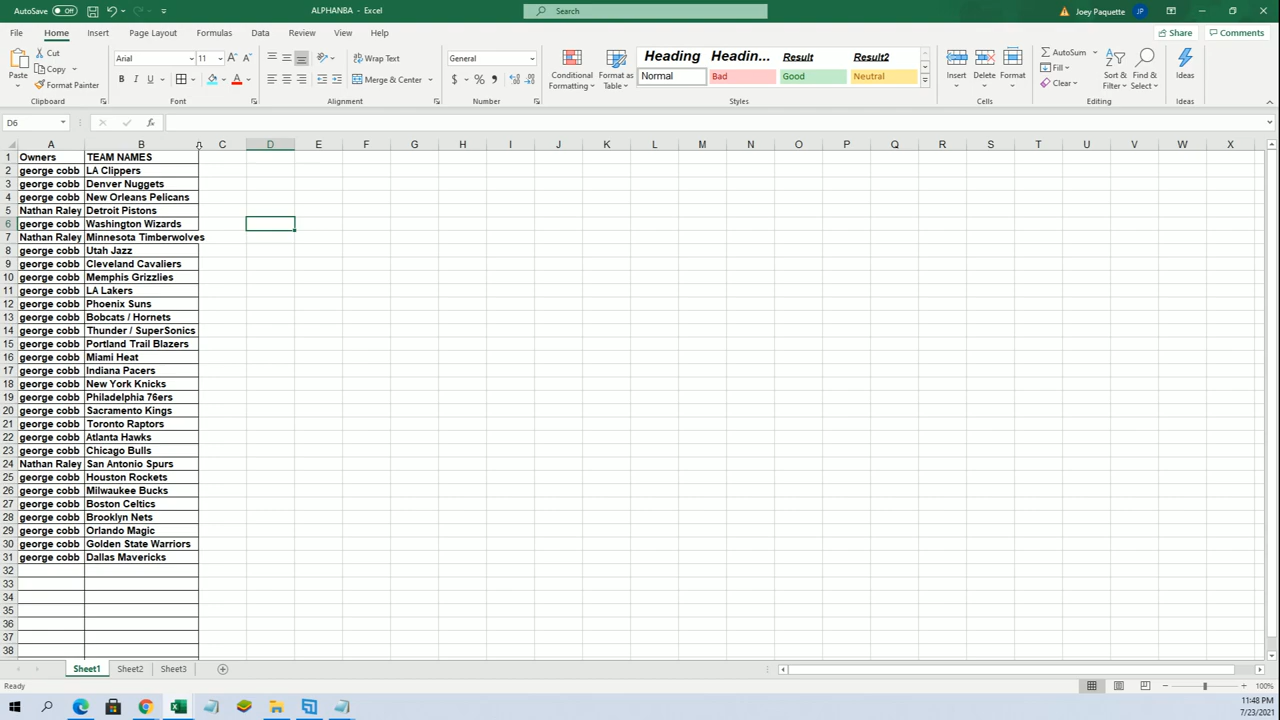 AutoSave Off ALPHANBA - Excel Search Joey Paquette JP
File Home Insert Page Layout Formulas Data Review View Help Share Comments
Paste Cut Copy Format Painter Clipboard
Arial 11 A A B I U A Font
Wrap Text Merge & Center Alignment
General $ % Number
Conditional Formatting Format as Table
Heading Headin... Result Result2
Normal Bad Good Neutral
Styles
Insert Delete Format Cells
AutoSum Fill Clear Sort & Filter Find & Select Editing
Ideas Ideas
D6 fx
A B C D E F G H I J K L M N O P Q R S T U V W X
1 Owners TEAM NAMES
2 george cobb LA Clippers
3 george cobb Denver Nuggets
4 george cobb New Orleans Pelicans
5 Nathan Raley Detroit Pistons
6 george cobb Washington Wizards
7 Nathan Raley Minnesota Timberwolves
8 george cobb Utah Jazz
9 george cobb Cleveland Cavaliers
10 george cobb Memphis Grizzlies
11 george cobb LA Lakers
12 george cobb Phoenix Suns
13 george cobb Bobcats / Hornets
14 george cobb Thunder / SuperSonics
15 george cobb Portland Trail Blazers
16 george cobb Miami Heat
17 george cobb Indiana Pacers
18 george cobb New York Knicks
19 george cobb Philadelphia 76ers
20 george cobb Sacramento Kings
21 george cobb Toronto Raptors
22 george cobb Atlanta Hawks
23 george cobb Chicago Bulls
24 Nathan Raley San Antonio Spurs
25 george cobb Houston Rockets
26 george cobb Milwaukee Bucks
27 george cobb Boston Celtics
28 george cobb Brooklyn Nets
29 george cobb Orlando Magic
30 george cobb Golden State Warriors
31 george cobb Dallas Mavericks
32
33
34
35
36
37
38
Sheet1 Sheet2 Sheet3
Ready 100%
11:48 PM
7/23/2021